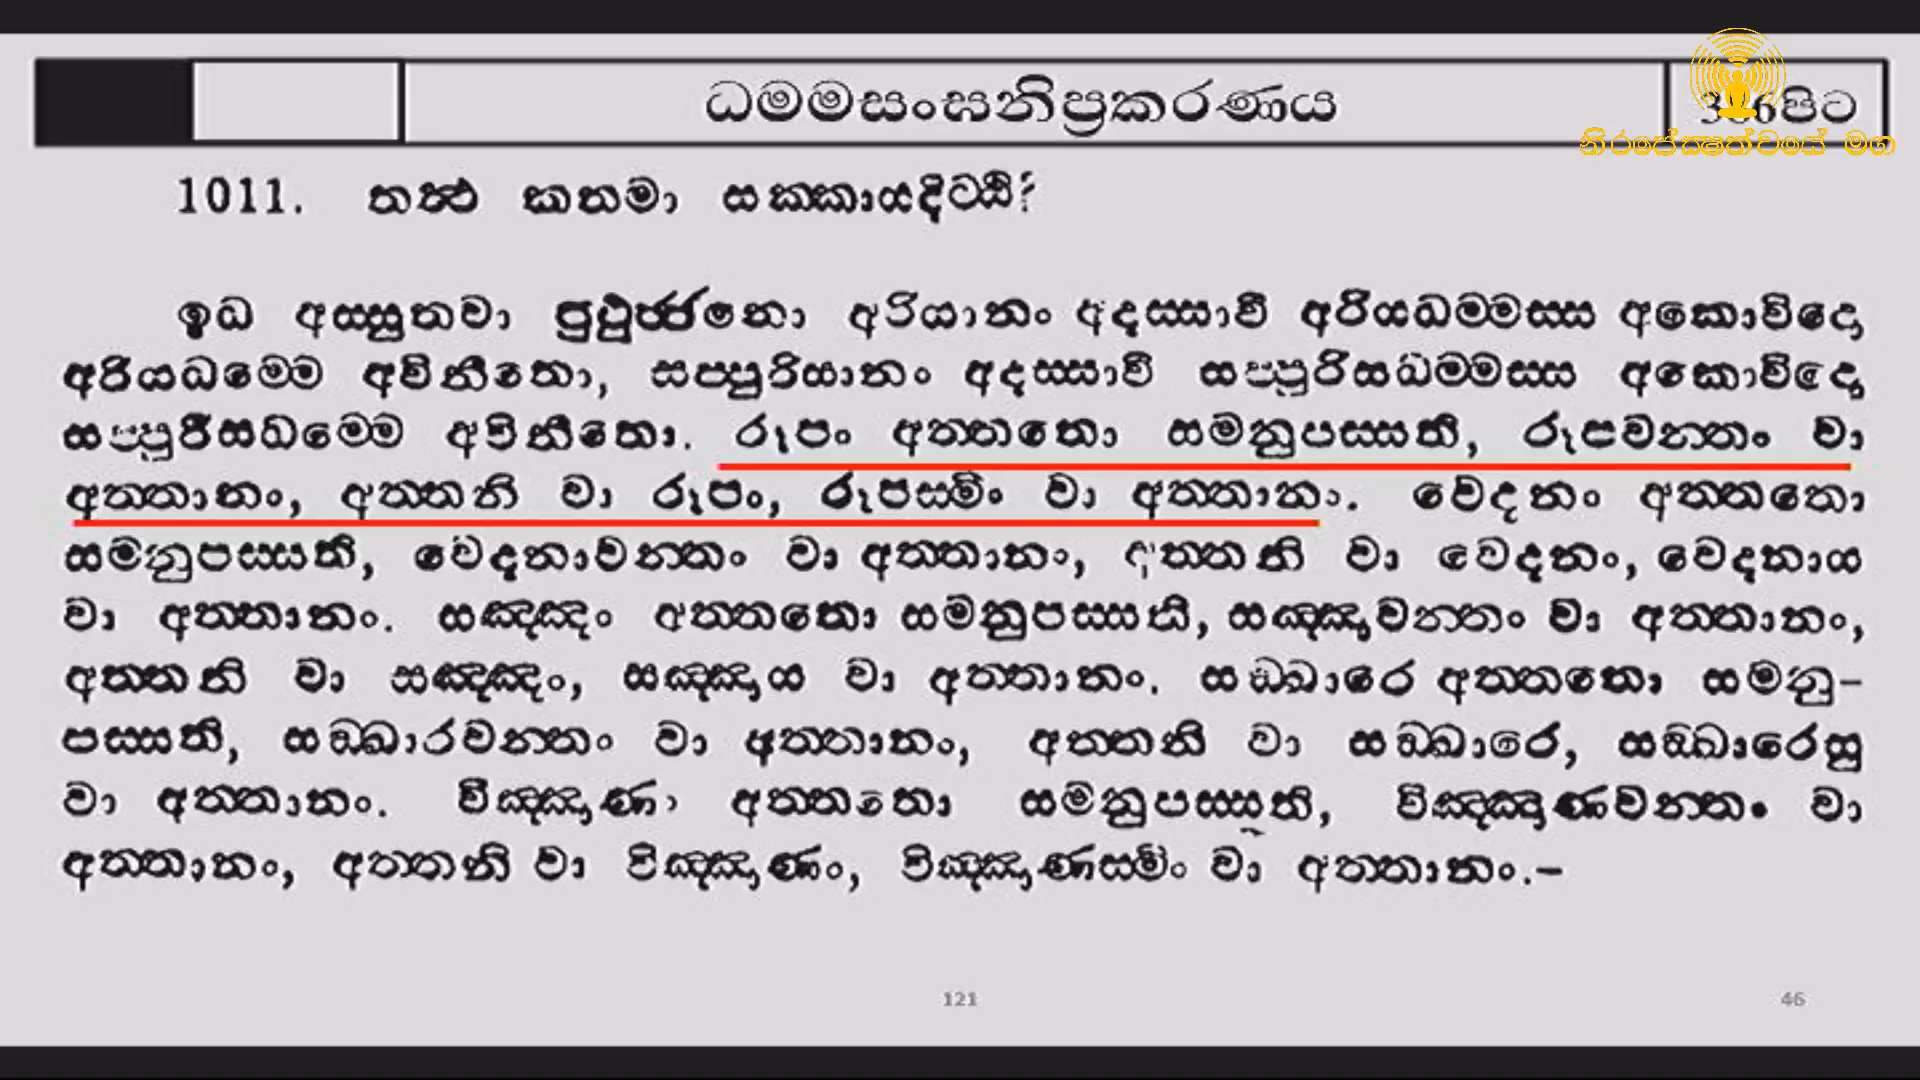 ධම්මසංඝනිප්‍රකරණය
පිට
නිරපේක්ෂත්වයේ මග
1011. තත්‍ථ කතමා සක‍්කායදිට‍්ඨි?
ඉධ අස‍්සුතවා පුථුජ‍්ජනො අරියානං අදස‍්සාවී අරියධම‍්මස‍්ස අකොවිදො
අරියධම‍්මෙ අවිනීතො, සප‍්පුරිසානං අදස‍්සාවී සප‍්පුරිසධම‍්මස‍්ස අකොවිදො
සප‍්පුරිසධම‍්මෙ අවිනීතො. රූපං අත‍්තතො සමනුපස‍්සති, රූපවන‍්තං වා
අත‍්තානං, අත‍්තනි වා රූපං, රූපස‍්මිං වා අත‍්තානං. වෙදනං අත‍්තතො
සමනුපස‍්සති, වෙදනාවන‍්තං වා අත‍්තානං, අත‍්තනි වා වෙදනං, වෙදනාය
වා අත‍්තානං. සඤ‍්ඤං අත‍්තතො සමනුපස‍්සති, සඤ‍්ඤාවන‍්තං වා අත‍්තානං,
අත‍්තනි වා සඤ‍්ඤං, සඤ‍්ඤාය වා අත‍්තානං. සඞ‍්ඛාරෙ අත‍්තතො සමනු-
පස‍්සති, සඞ‍්ඛාරවන‍්තං වා අත‍්තානං, අත‍්තනි වා සඞ‍්ඛාරෙ, සඞ‍්ඛාරෙසු
වා අත‍්තානං. විඤ‍්ඤාණං අත‍්තතො සමනුපස‍්සති, විඤ‍්ඤාණවන‍්තං වා
අත‍්තානං, අත‍්තනි වා විඤ‍්ඤාණං, විඤ‍්ඤාණස‍්මිං වා අත‍්තානං.-
121
46